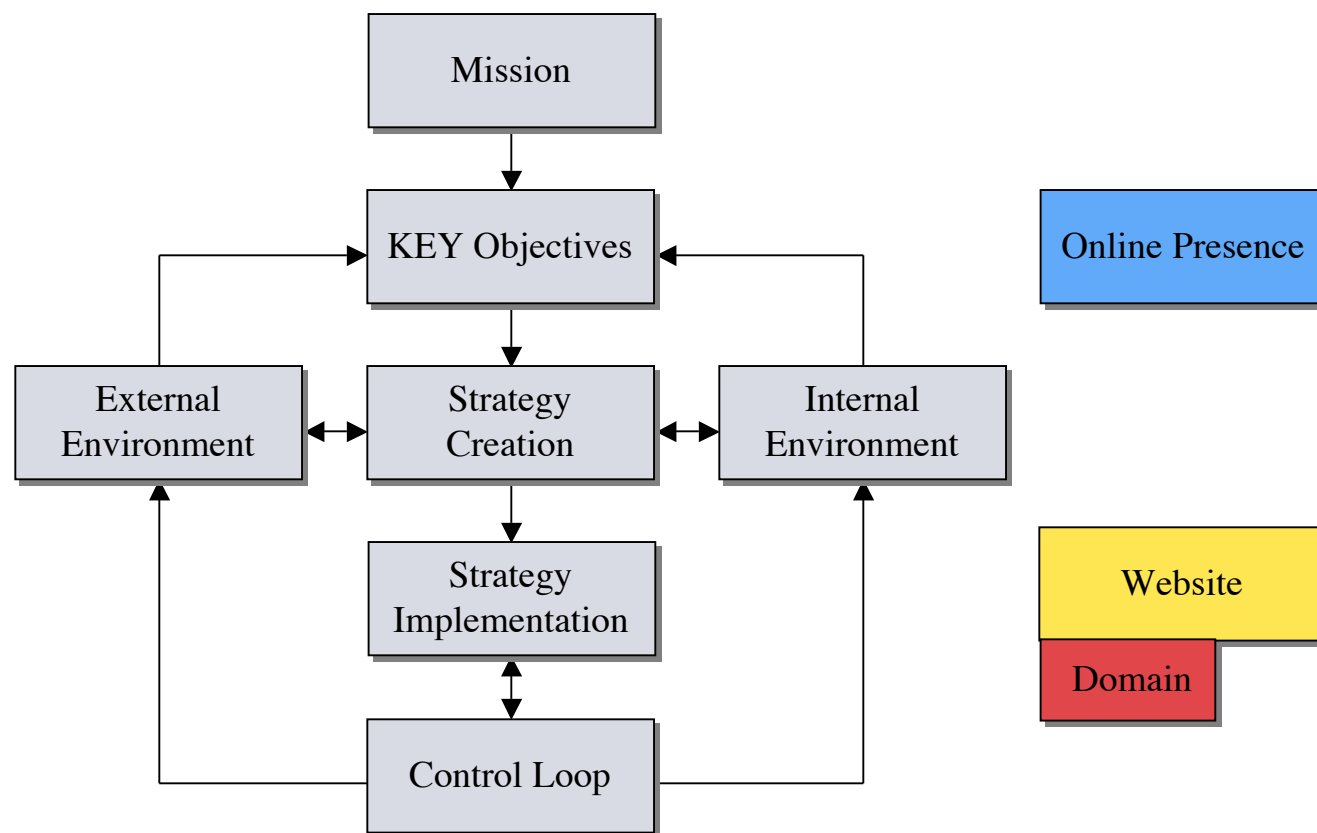 Mission
KEY Objectives
Online Presence
External
Environment
Strategy
Creation
Internal
Environment
Strategy
Implementation
Website
Domain
Control Loop